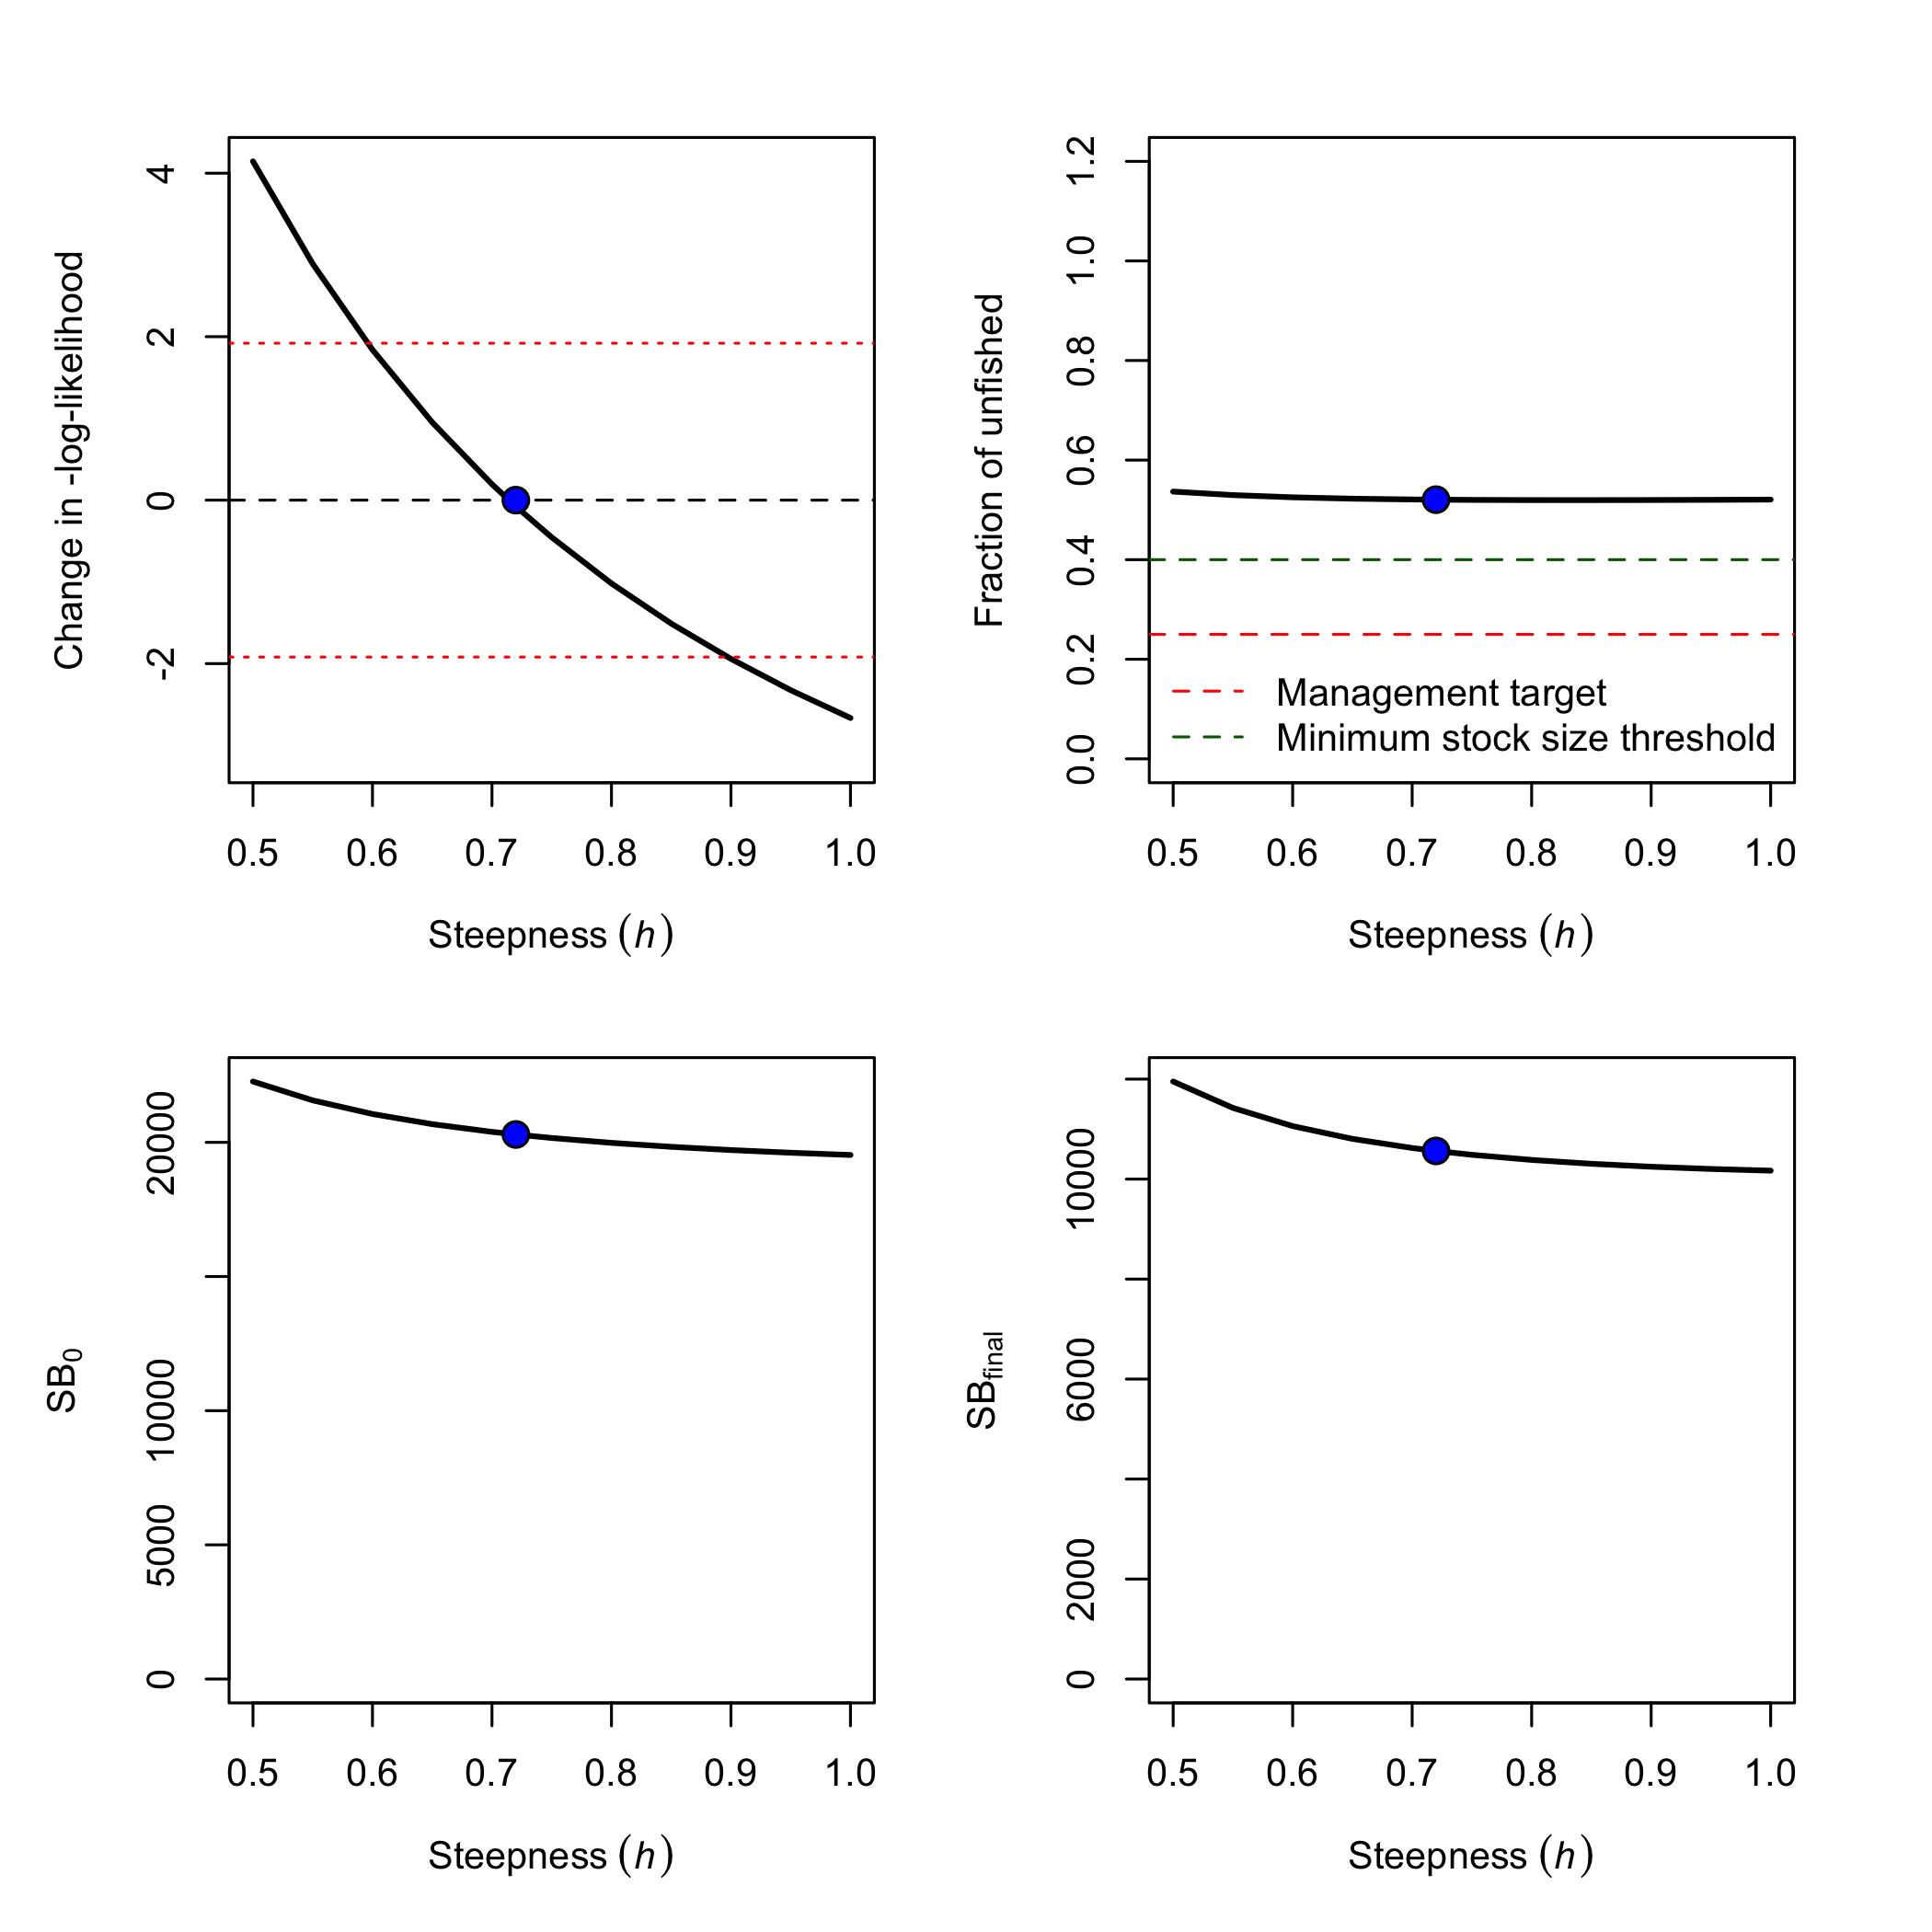 Change in -log-likelihood
4
2
0
-2
0.5 0.6 0.7 0.8 0.9 1.0
Steepness (h)
Fraction of unfished
1.2
1.0
0.8
0.6
0.4
0.2
0.0
Management target
Minimum stock size threshold
0.5 0.6 0.7 0.8 0.9 1.0
Steepness (h)
SB0
20000
10000
5000
0
0.5 0.6 0.7 0.8 0.9 1.0
Steepness (h)
SBfinal
10000
6000
2000
0
0.5 0.6 0.7 0.8 0.9 1.0
Steepness (h)